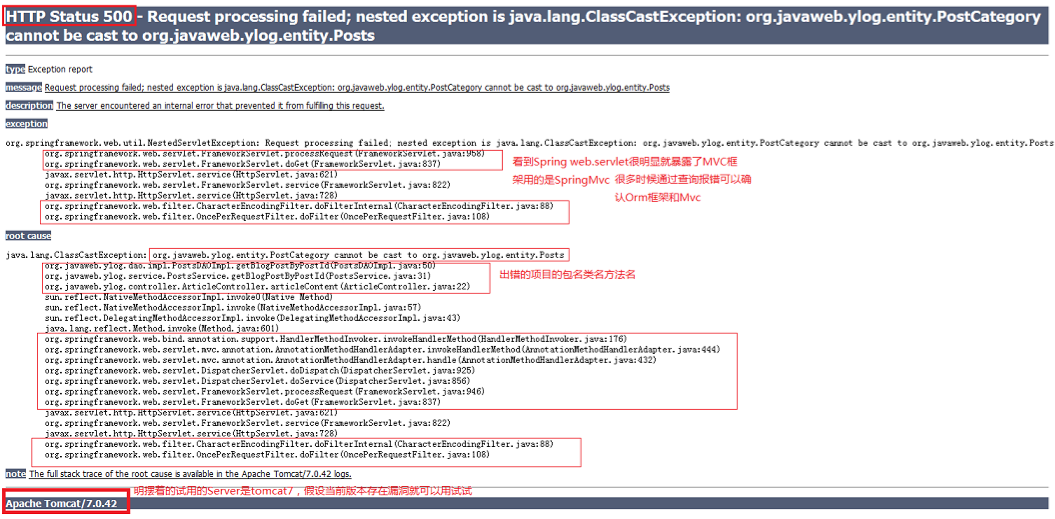 HTTP Status 500 - Request processing failed; nested exception is java.lang.ClassCastException: org.javaweb.ylog.entity.PostCategory
cannot be cast to org.javaweb.ylog.entity.Posts
type Exception report
message Request processing failed; nested exception is java.lang.ClassCastException: org.javaweb.ylog.entity.PostCategory cannot be cast to org.javaweb.ylog.entity.Posts
description The server encountered an internal error that prevented it from fulfilling this request.
exception
org.springframework.web.util.NestedServletException: Request processing failed; nested exception is java.lang.ClassCastException: org.javaweb.ylog.entity.PostCategory cannot be cast to org.javaweb.ylog.entity.Posts
org.springframework.web.servlet.FrameworkServlet.processRequest(FrameworkServlet.java:968)
org.springframework.web.servlet.FrameworkServlet.doGet(FrameworkServlet.java:837)
javax.servlet.http.HttpServlet.service(HttpServlet.java:621)
org.springframework.web.servlet.FrameworkServlet.service(FrameworkServlet.java:822)
javax.servlet.http.HttpServlet.service(HttpServlet.java:728)
org.springframework.web.filter.CharacterEncodingFilter.doFilterInternal(CharacterEncodingFilter.java:88)
org.springframework.web.filter.OncePerRequestFilter.doFilter(OncePerRequestFilter.java:108)
看到Spring web.servlet很明显就暴露了MVC框
架用的是SpringMvc 很多时候通过查询报错可以确
认Orm框架和Mvc
root cause
java.lang.ClassCastException: org.javaweb.ylog.entity.PostCategory cannot be cast to org.javaweb.ylog.entity.Posts
org.javaweb.ylog.dao.impl.PostsDAOImpl.getBlogPostByPostId(PostsDAOImpl.java:50)
org.javaweb.ylog.service.PostsService.getBlogPostByPostId(PostsService.java:31)
org.javaweb.ylog.controller.ArticleController.articleContent(ArticleController.java:22)
出错的项目的包名类名方法名
sun.reflect.NativeMethodAccessorImpl.invoke0(Native Method)
sun.reflect.NativeMethodAccessorImpl.invoke(NativeMethodAccessorImpl.java:57)
sun.reflect.DelegatingMethodAccessorImpl.invoke(DelegatingMethodAccessorImpl.java:43)
java.lang.reflect.Method.invoke(Method.java:601)
org.springframework.web.bind.annotation.support.HandlerMethodInvoker.invokeHandlerMethod(HandlerMethodInvoker.java:176)
org.springframework.web.servlet.mvc.annotation.AnnotationMethodHandlerAdapter.invokeHandlerMethod(AnnotationMethodHandlerAdapter.java:444)
org.springframework.web.servlet.mvc.annotation.AnnotationMethodHandlerAdapter.handle(AnnotationMethodHandlerAdapter.java:432)
org.springframework.web.servlet.DispatcherServlet.doDispatch(DispatcherServlet.java:925)
org.springframework.web.servlet.DispatcherServlet.doService(DispatcherServlet.java:856)
org.springframework.web.servlet.FrameworkServlet.processRequest(FrameworkServlet.java:946)
org.springframework.web.servlet.FrameworkServlet.doGet(FrameworkServlet.java:837)
javax.servlet.http.HttpServlet.service(HttpServlet.java:621)
org.springframework.web.servlet.FrameworkServlet.service(FrameworkServlet.java:822)
javax.servlet.http.HttpServlet.service(HttpServlet.java:728)
org.springframework.web.filter.CharacterEncodingFilter.doFilterInternal(CharacterEncodingFilter.java:88)
org.springframework.web.filter.OncePerRequestFilter.doFilter(OncePerRequestFilter.java:108)
note The full stack trace of the root cause is available in the Apache Tomcat/7.0.42 logs.
明摆着的试用的Server是tomcat7，假设当前版本存在漏洞就可以用试试
Apache Tomcat/7.0.42